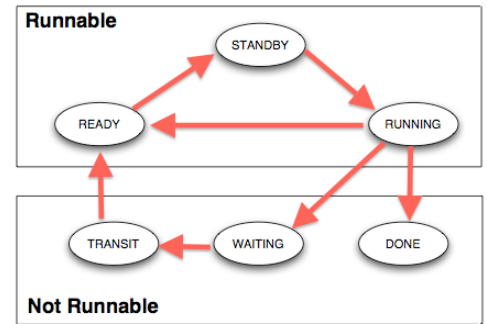 Runnable
STANDBY
READY
RUNNING
TRANSIT
WAITING
DONE
Not Runnable